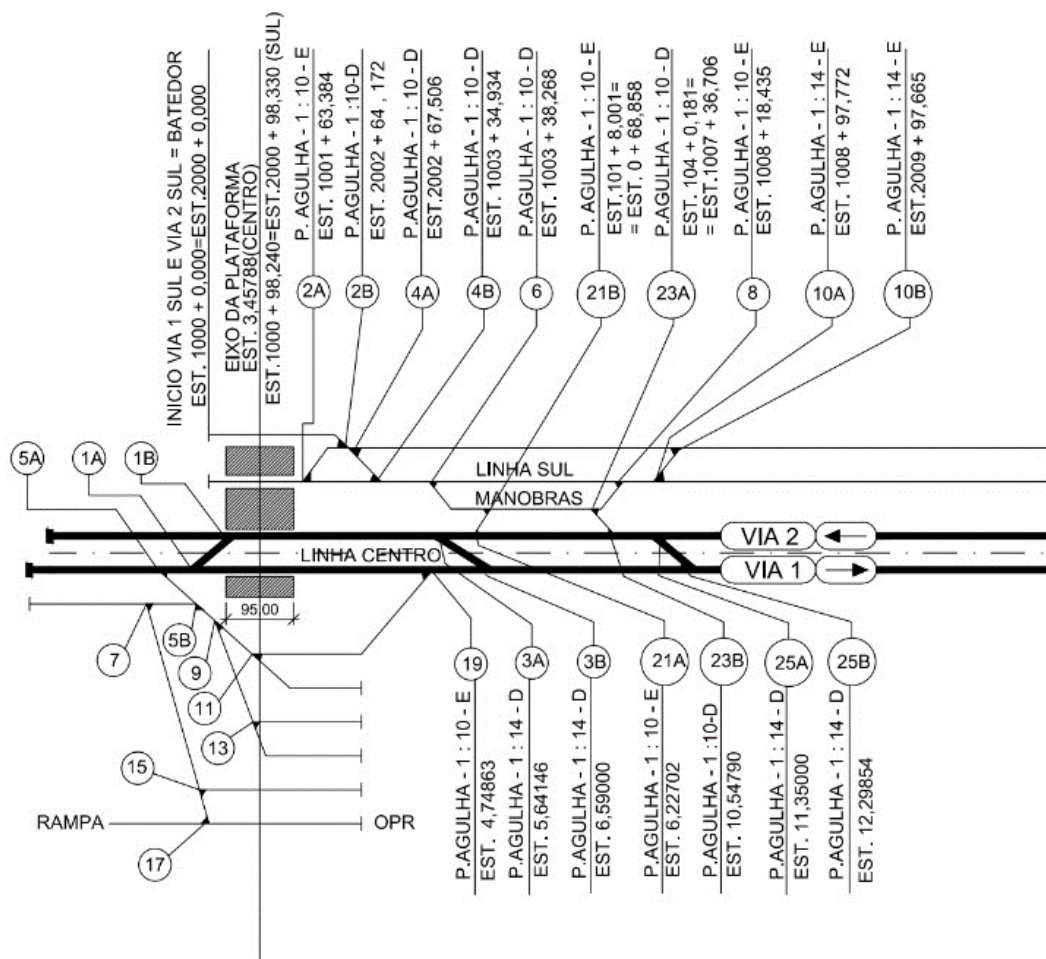 INICIO VIA 1 SUL E VIA 2 SUL = BATEDOR
EST. 1000 + 0,000=EST.2000 + 0,000
EIXO DA PLATAFORMA
EST. 3,45788(CENTRO)
EST.1000 + 98,240=EST.2000 + 98,330 (SUL)
P. AGULHA - 1 : 10 - E
EST. 1001 + 63,384
P. AGULHA - 1 :10-D
EST. 2002 + 64 , 172
P. AGULHA - 1 : 10 - D
EST.2002 + 67,506
P. AGULHA - 1 : 10 - D
EST. 1003 + 34,934
P. AGULHA - 1 : 10 - D
EST. 1003 + 38,268
P. AGULHA - 1 : 10 - E
EST.101 + 8,001=
= EST. 0 + 68,858
P. AGULHA - 1 : 10 - D
EST. 104 + 0,181=
= EST.1007 + 36,706
P. AGULHA - 1 : 10 - E
EST. 1008 + 18,435
P. AGULHA - 1 : 14 - E
EST. 1008 + 97,772
P. AGULHA - 1 : 14 - E
EST.2009 + 97,665
2A
2B
4A
4B
6
21B
23A
8
10A
10B
5A
1A
1B
LINHA SUL
MANOBRAS
VIA 2
LINHA CENTRO
VIA 1
95,00
7
5B
9
11
13
15
17
RAMPA
OPR
19
3A
3B
21A
23B
25A
25B
P.AGULHA - 1 : 10 - E
EST. 4,74863
P.AGULHA - 1 : 14 - D
EST. 5,64146
P.AGULHA - 1 : 14 - D
EST. 6,59000
P.AGULHA - 1 : 10 - E
EST. 6,22702
P.AGULHA - 1 :10-D
EST. 10,54790
P.AGULHA - 1 : 14 - D
EST. 11,35000
P.AGULHA - 1 : 14 - D
EST. 12,29854